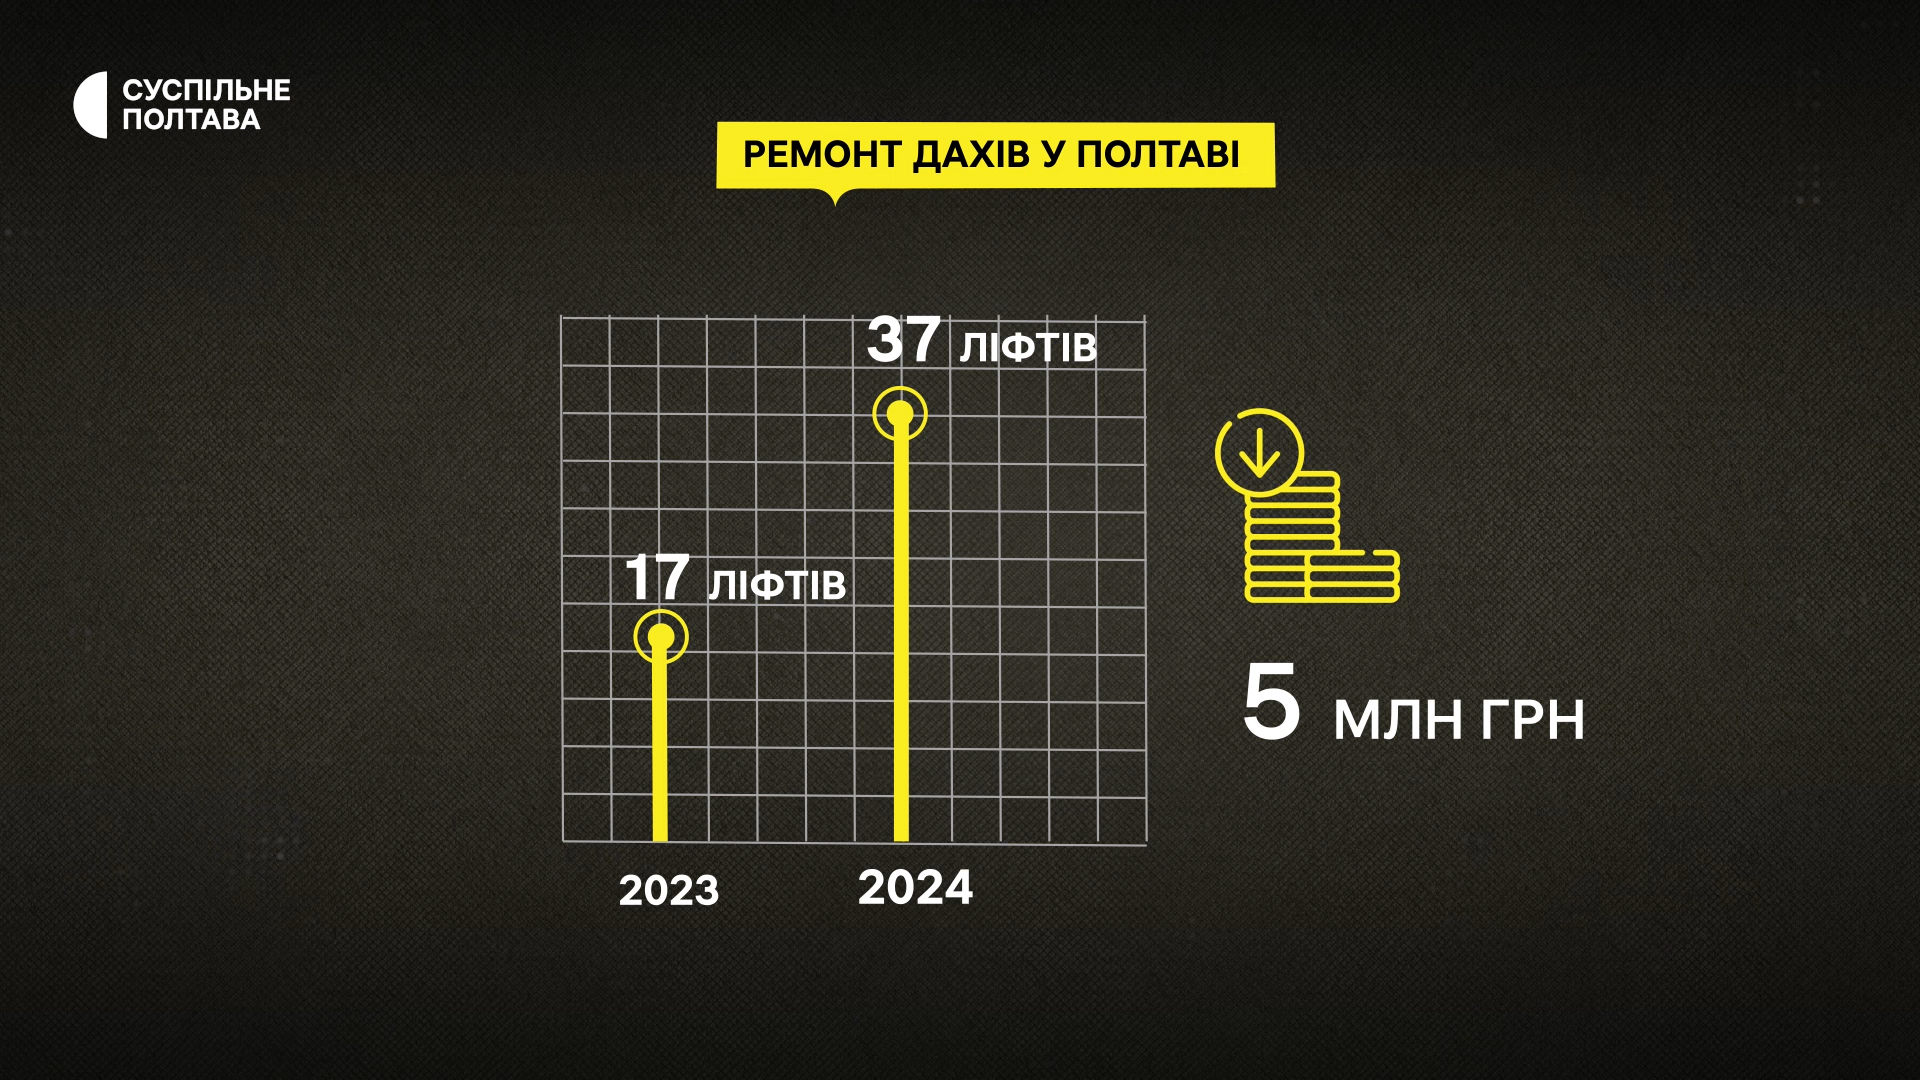 СУСПІЛЬНЕ
ПОЛТАВА
РЕМОНТ ДАХІВ У ПОЛТАВІ
37 ЛІФТІВ
17 ЛІФТІВ
5 МЛН ГРН
2023
2024